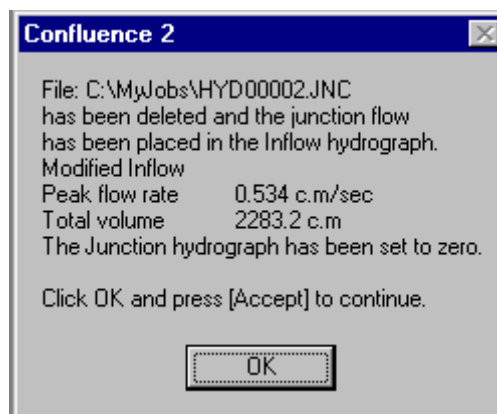 Confluence 2
File: C:\MyJobs\HYD00002.JNC
has been deleted and the junction flow
has been placed in the Inflow hydrograph.
Modified Inflow
Peak flow rate 0.534 c.m/sec
Total volume 2283.2 c.m
The Junction hydrograph has been set to zero.
Click OK and press [Accept] to continue.
OK